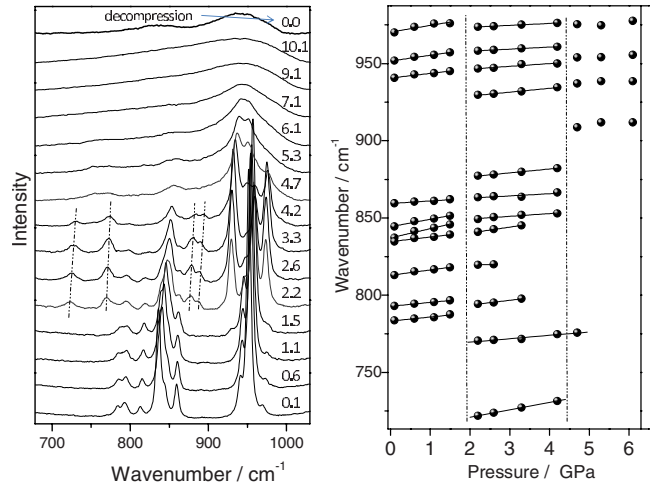 decompression
0.0
10.1
9.1
7.1
6.1
5.3
4.7
4.2
3.3
2.6
2.2
1.5
1.1
0.6
0.1
Intensity
700 800 900 1000
Wavenumber / cm-1
950
900
850
800
750
Wavenumber / cm-1
0 1 2 3 4 5 6
Pressure / GPa